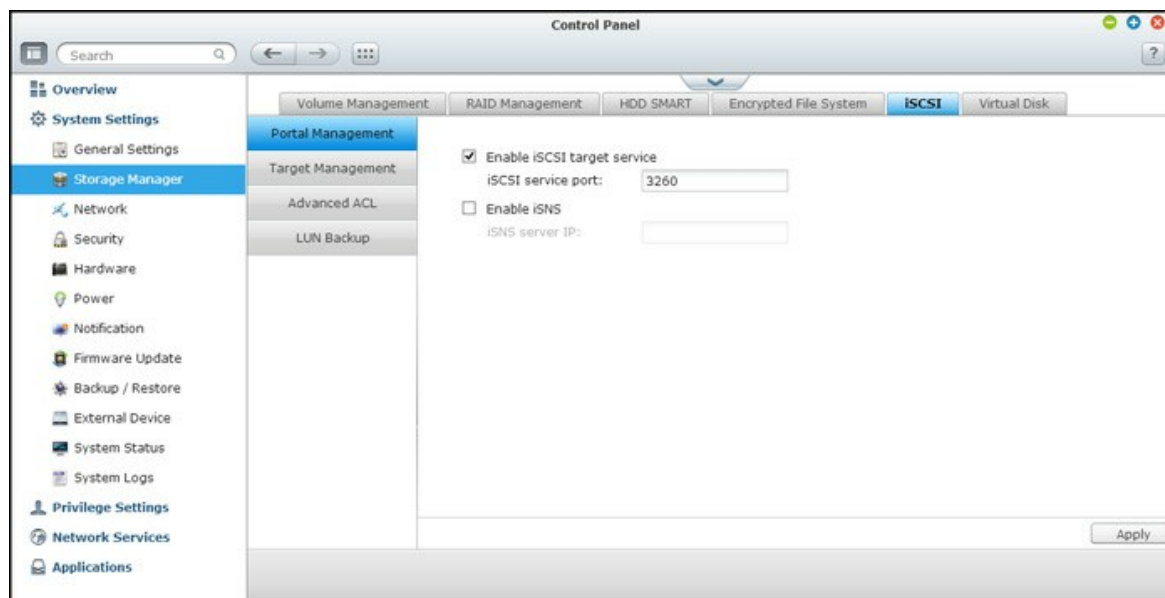 Control Panel
Search
?
Overview
System Settings
General Settings
Storage Manager
Network
Security
Hardware
Power
Notification
Firmware Update
Backup / Restore
External Device
System Status
System Logs
Privilege Settings
Network Services
Applications
Volume Management
RAID Management
HDD SMART
Encrypted File System
iSCSI
Virtual Disk
Portal Management
Target Management
Advanced ACL
LUN Backup
Enable iSCSI target service
iSCSI service port: 3260
Enable iSNS
iSNS server IP:
Apply